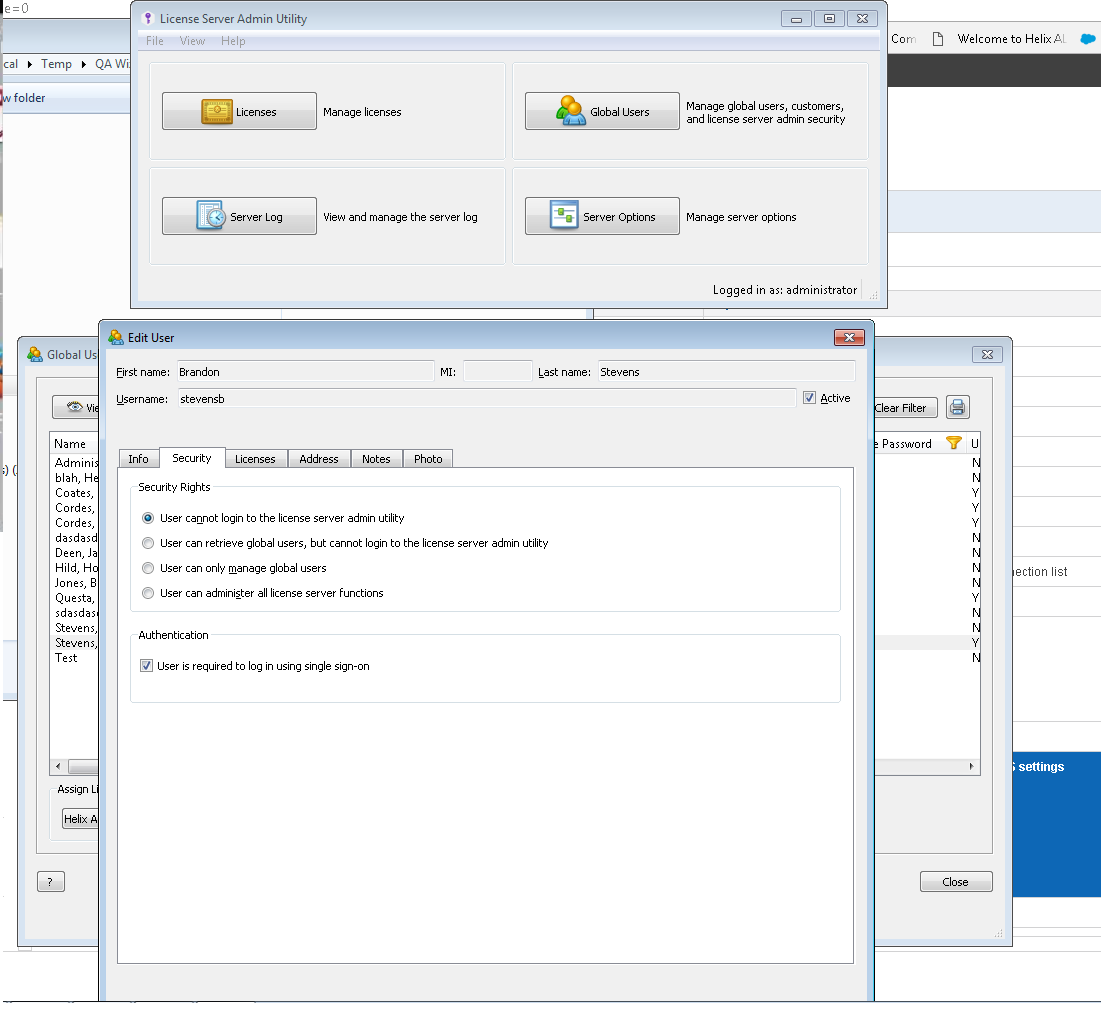 e=0
License Server Admin Utility
File View Help
Com
Welcome to Helix AL
cal Temp QA Wi
w folder
Licenses
Manage licenses
Global Users
Manage global users, customers,
and license server admin security
Server Log
View and manage the server log
Server Options
Manage server options
Logged in as: administrator
Global Us
Edit User
First name: Brandon MI: Last name: Stevens
Username: stevensb Active
Vie
Clear Filter
Name
e Password U
Info Security Licenses Address Notes Photo
Adminis N
blah, He N
Coates, Y
Cordes, Y
Cordes, Y
dasdasd N
Deen, Ja N
Hild, Ho N
Jones, B N
Questa, Y
sdasdas N
Stevens, N
Stevens, Y
Test N
Security Rights
User cannot login to the license server admin utility
User can retrieve global users, but cannot login to the license server admin utility
User can only manage global users
User can administer all license server functions
Authentication
User is required to log in using single sign-on
nection list
S settings
Assign Li
Helix A
?
Close